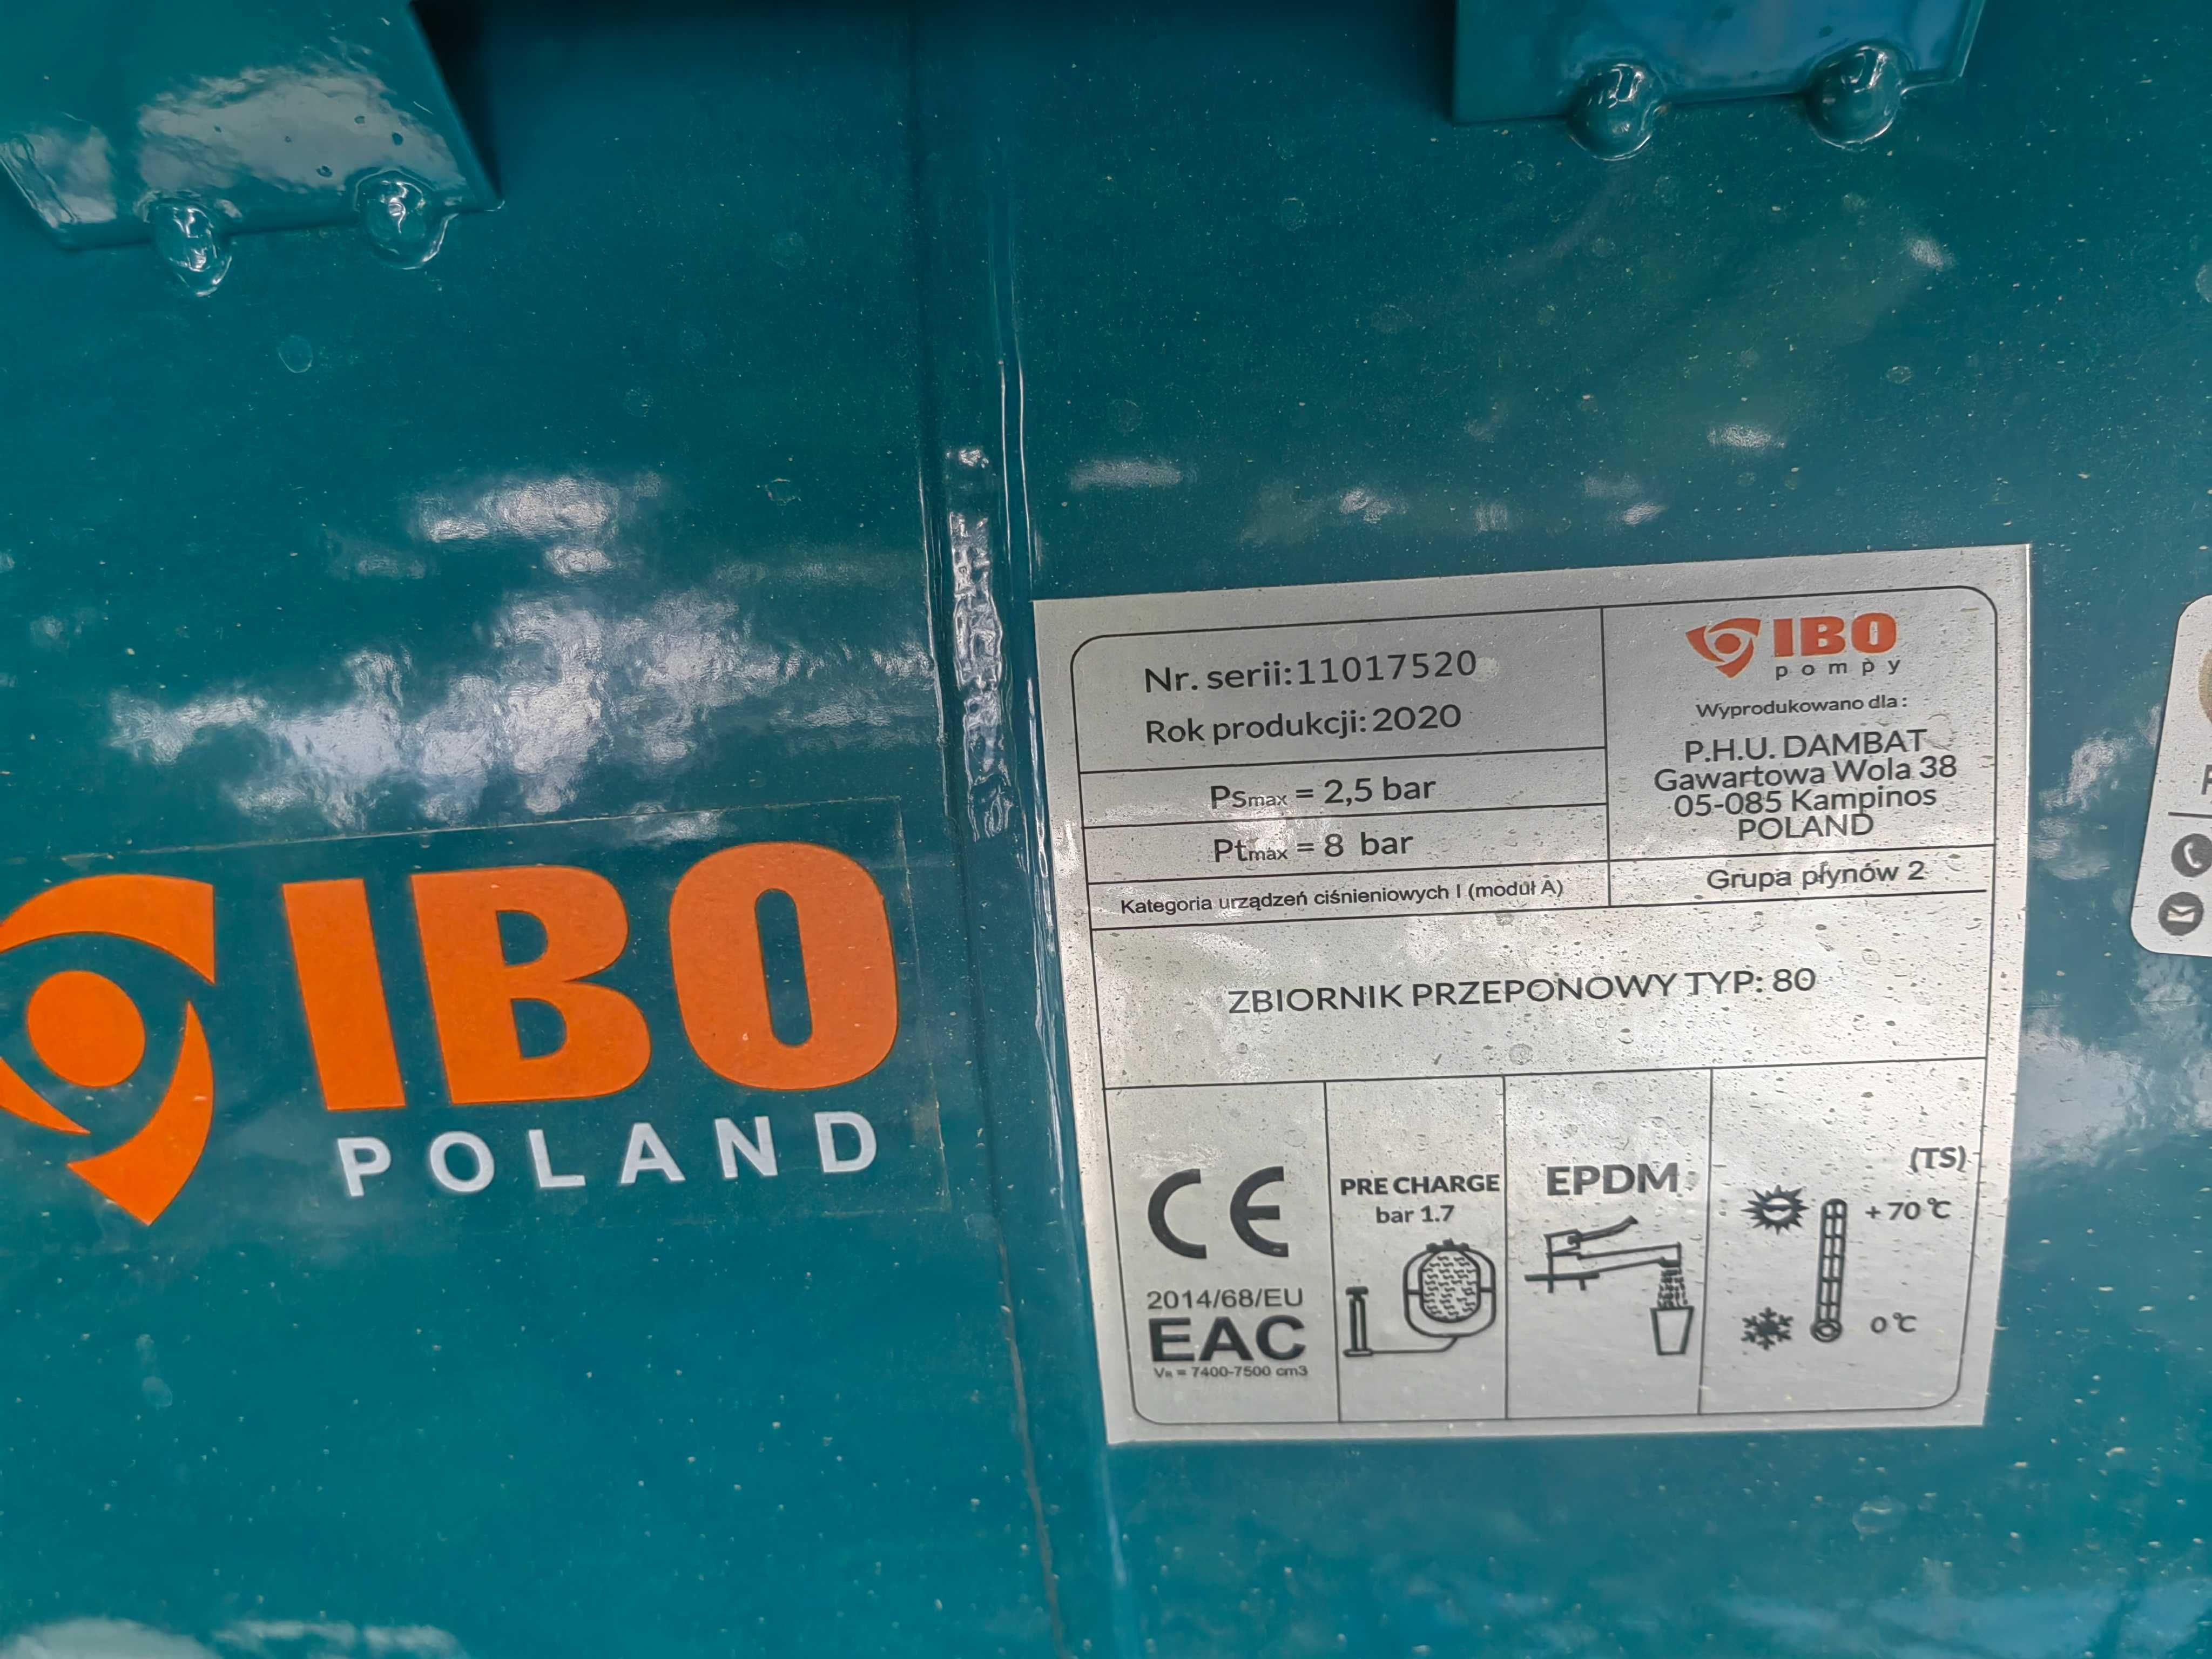 IBO
POLAND
Nr. serii:11017520
Rok produkcji:2020
Psmax = 2,5 bar
Ptmax = 8 bar
Kategoria urządzeń ciśnieniowych I (moduł A)
IBO
pompy
Wyprodukowano dla:
P.H.U. DAMBAT
Gawartowa Wola 38
05-085 Kampinos
POLAND
Grupa płynów 2
ZBIORNIK PRZEPONOWY TYP: 80
CE
2014/68/EU
EAC
VR = 7400-7500 cm3
PRE CHARGE
bar 1.7
EPDM
(TS)
+70°C
0°C